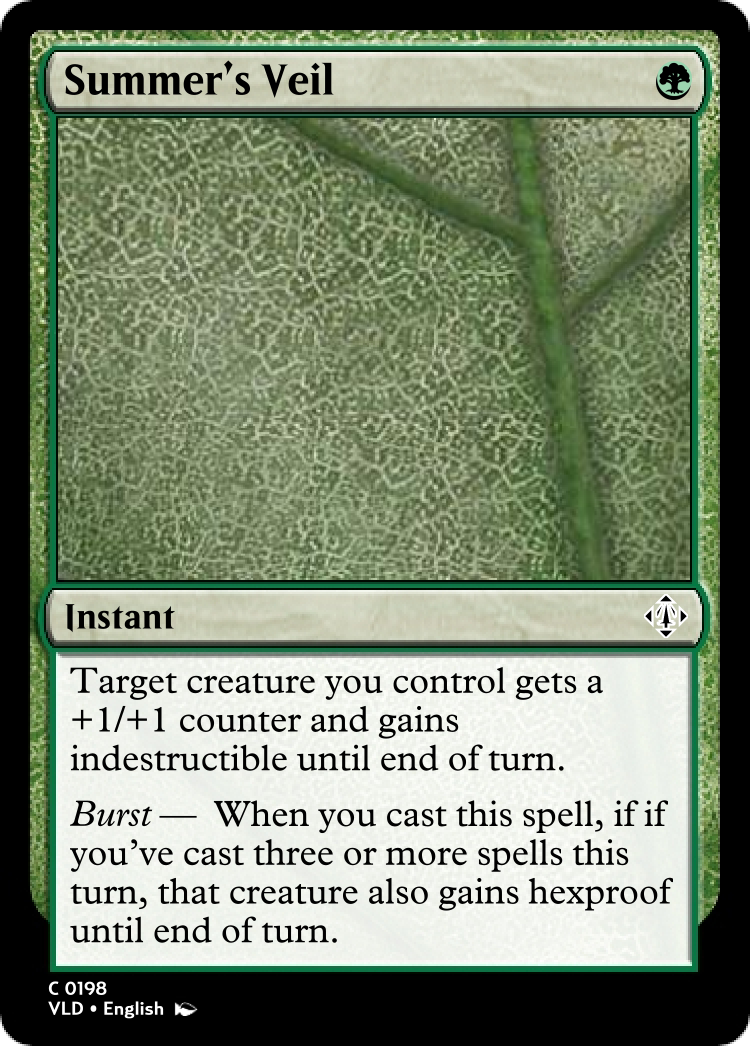 Summer's Veil
Instant
Target creature you control gets a
+1/+1 counter and gains
indestructible until end of turn.
Burst — When you cast this spell, if if
you've cast three or more spells this
turn, that creature also gains hexproof
until end of turn.
C 0198
VLD • English